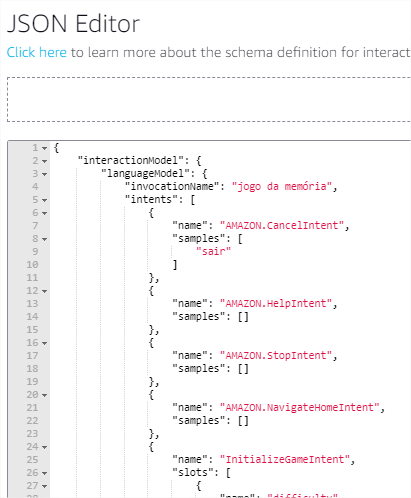 JSON Editor
Click here to learn more about the schema definition for interact
1 {
2 "interactionModel": {
3 "languageModel": {
4 "invocationName": "jogo da memória",
5 "intents": [
6 {
7 "name": "AMAZON.CancelIntent",
8 "samples": [
9 "sair"
10 ]
11 },
12 {
13 "name": "AMAZON.HelpIntent",
14 "samples": []
15 },
16 {
17 "name": "AMAZON.StopIntent",
18 "samples": []
19 },
20 {
21 "name": "AMAZON.NavigateHomeIntent",
22 "samples": []
23 },
24 {
25 "name": "InitializeGameIntent",
26 "slots": [
27 {
"name": "difficulty"